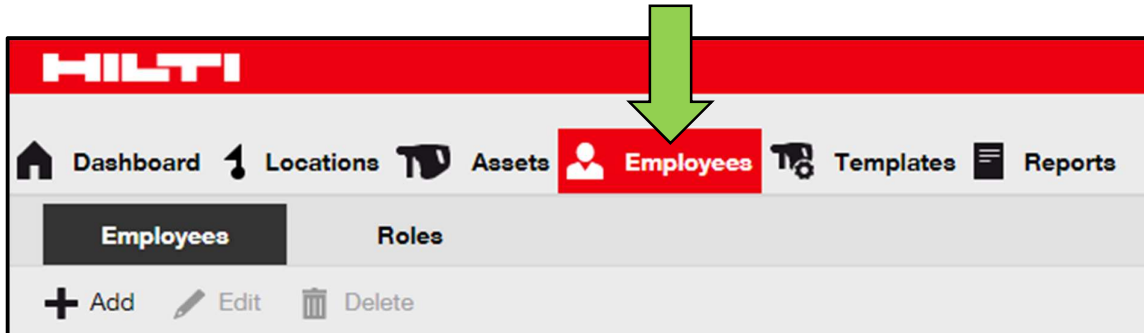 HILTI
Dashboard Locations Assets Employees Templates Reports
Employees Roles
Add Edit Delete